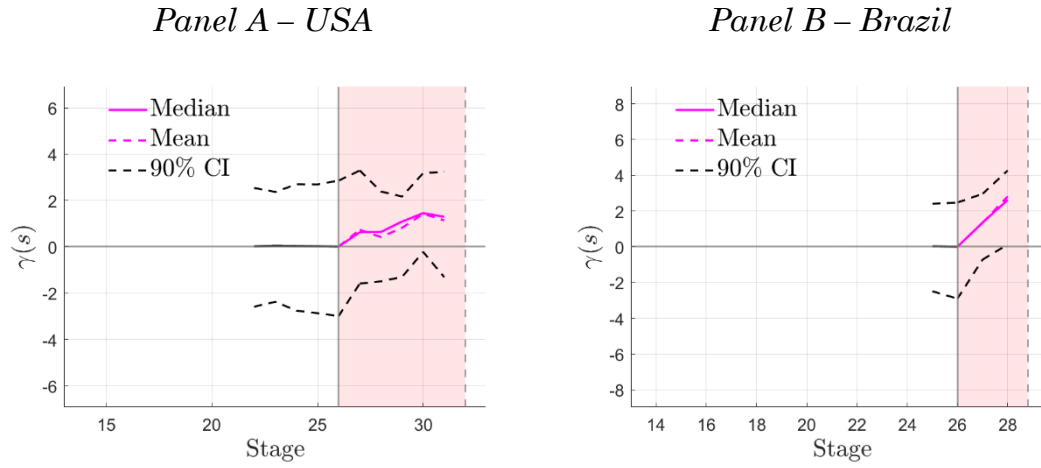 Panel A – USA
6
4
2
0
-2
-4
-6
γ(s)
Median
Mean
90% CI
15 20 25 30
Stage
Panel B – Brazil
8
6
4
2
0
-2
-4
-6
-8
γ(s)
Median
Mean
90% CI
14 16 18 20 22 24 26 28
Stage